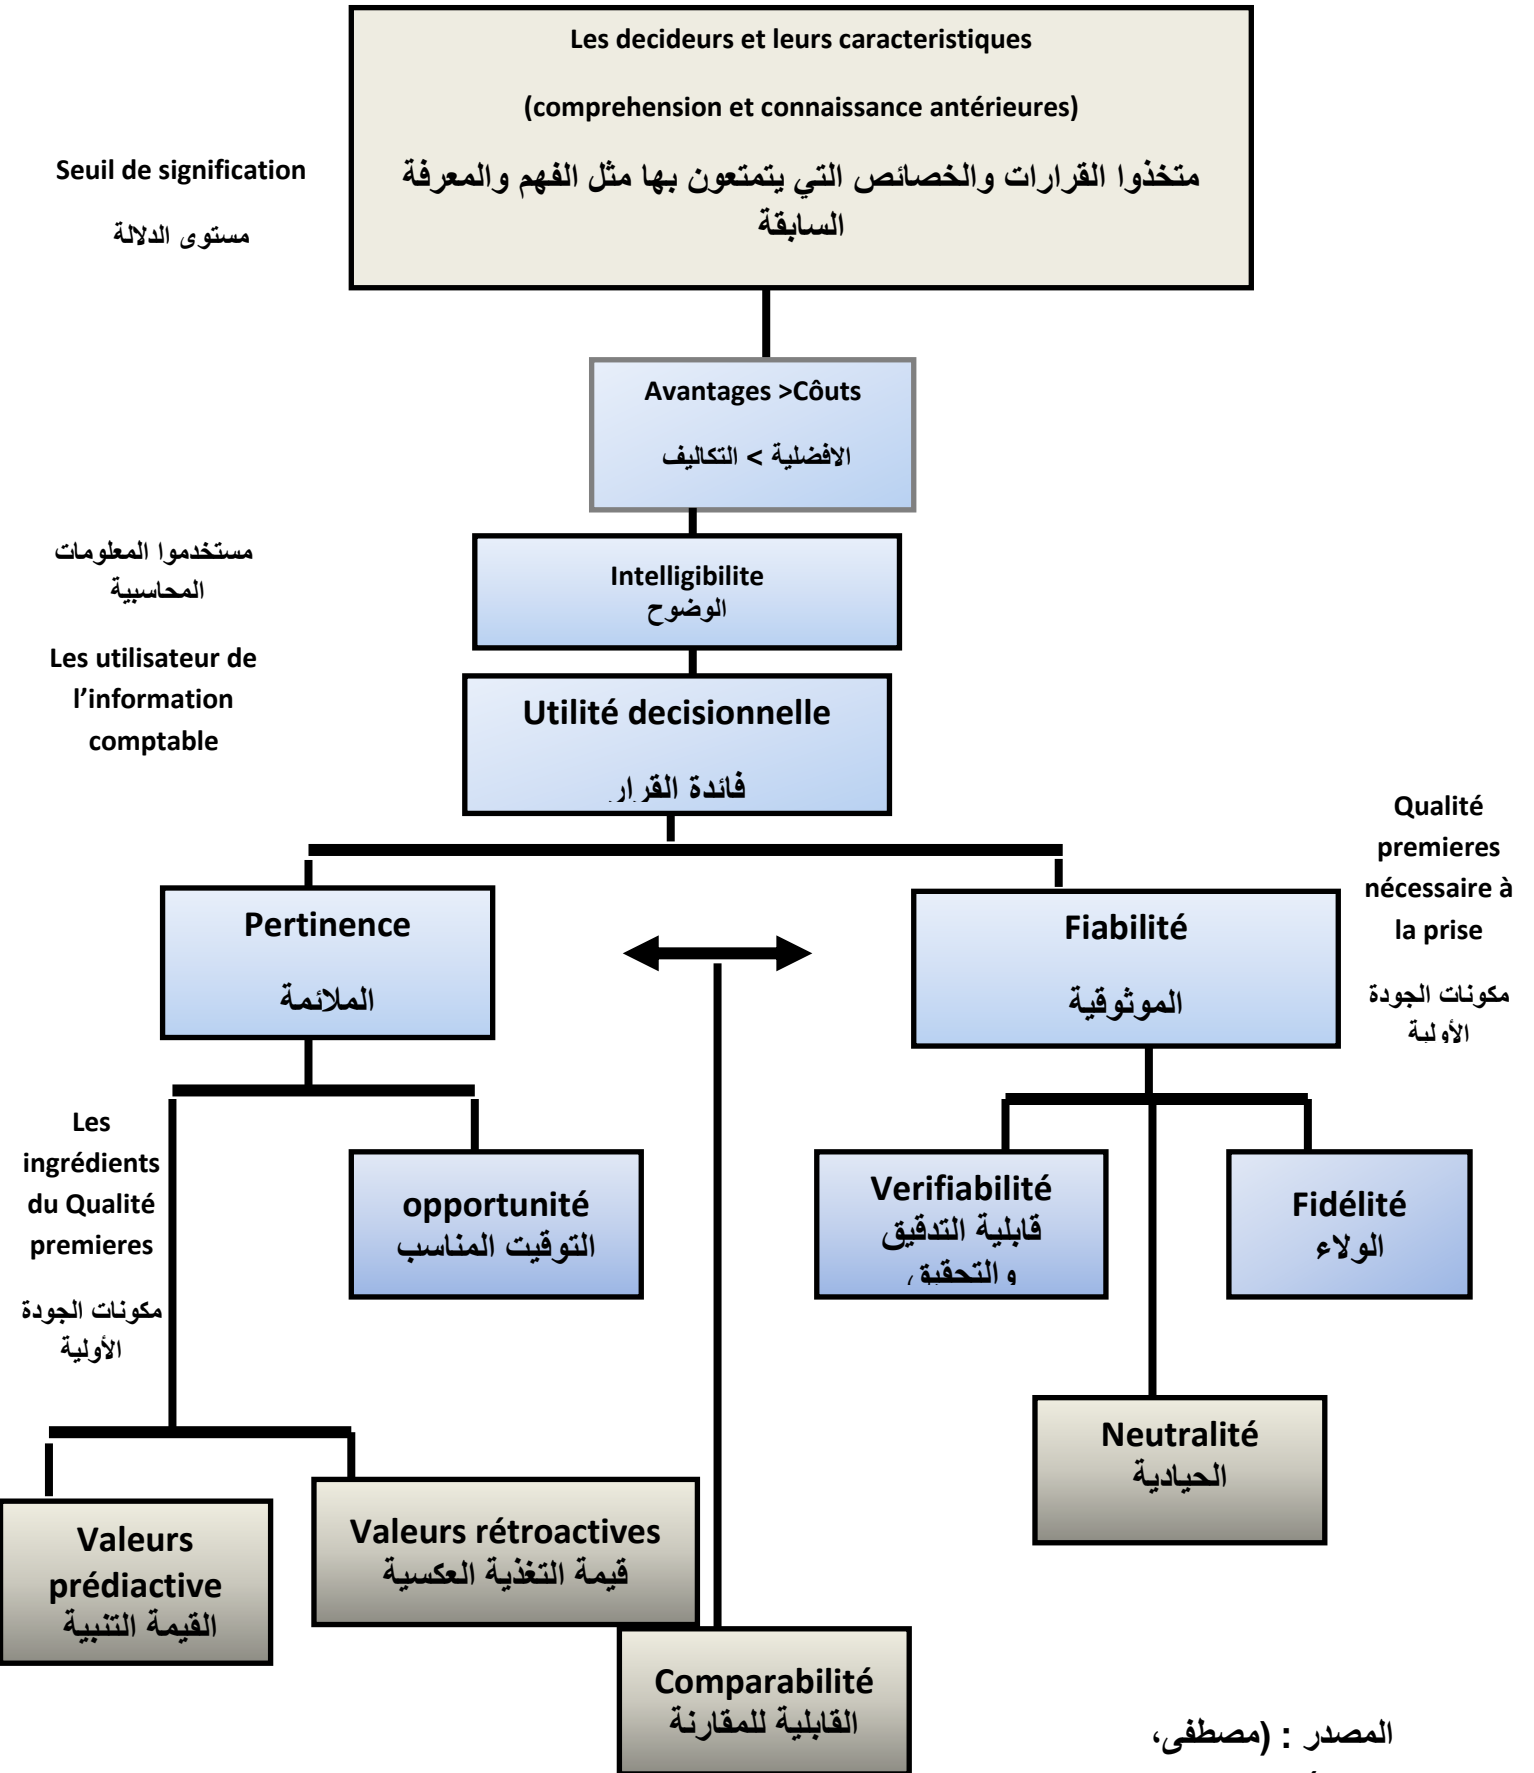 Les decideurs et leurs caracteristiques
(comprehension et connaissance antérieures)
متخذوا القرارات والخصائص التي يتمتعون بها مثل الفهم والمعرفة
السابقة
Seuil de signification
مستوى الدلالة
Avantages >Côuts
الافضلية > التكاليف
مستخدموا المعلومات
المحاسبية
Intelligibilite
الوضوح
Les utilisateur de
l’information
comptable
Utilité decisionnelle
فائدة القرار
Qualité
premieres
nécessaire à
la prise
مكونات الجودة
الأولية
Pertinence
الملائمة
Fiabilité
الموثوقية
Les
ingrédients
du Qualité
premieres
مكونات الجودة
الأولية
opportunité
التوقيت المناسب
Verifiabilité
قابلية التدقيق
والتحقيق
Fidélité
الولاء
Neutralité
الحيادية
Valeurs
prédiactive
القيمة التنبية
Valeurs rétroactives
قيمة التغذية العكسية
Comparabilité
القابلية للمقارنة
المصدر : (مصطفى،